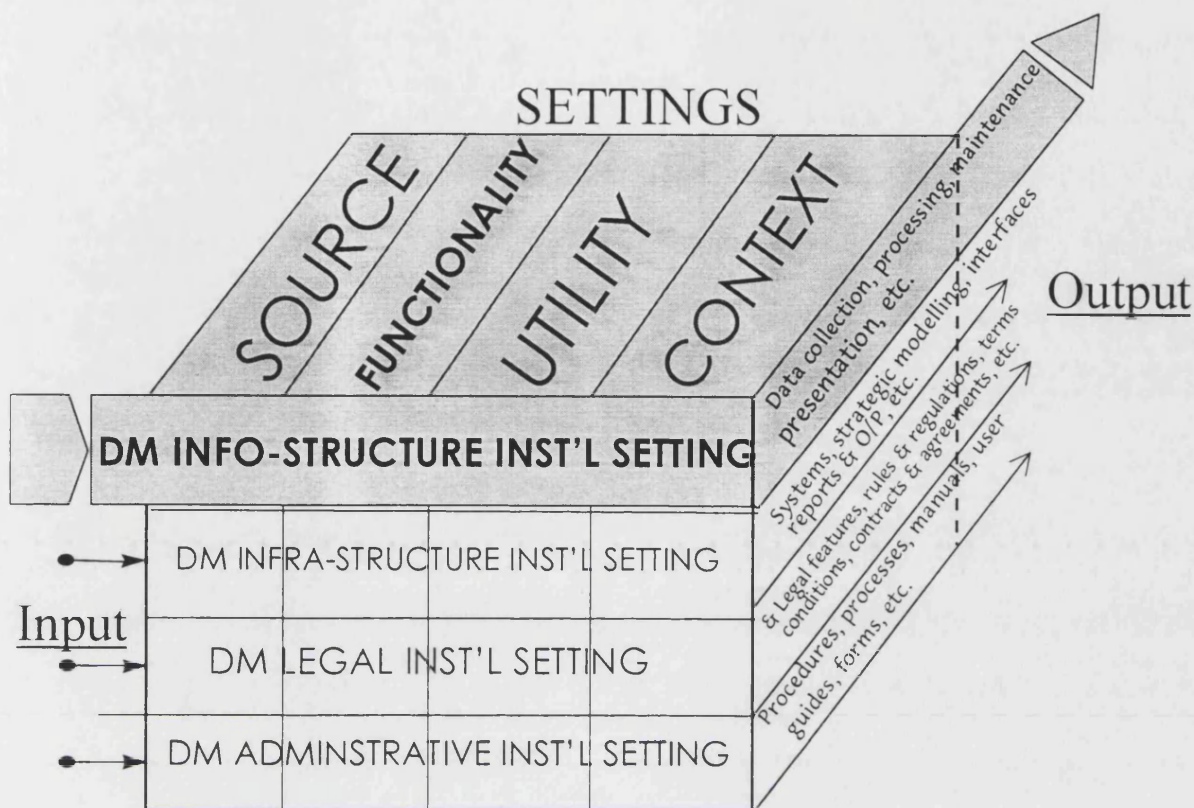 SETTINGS
SOURCE
FUNCTIONALITY
UTILITY
CONTEXT
Data collection, processing, maintenance
Presentation, etc.
Output
DM INFO-STRUCTURE INST'L SETTING
Systems, strategic modelling, interfaces
reports & O/P, etc.
DM INFRA-STRUCTURE INST'L SETTING
& Legal features, rules & regulations, terms
conditions, contracts & agreements, etc.
Input
DM LEGAL INST'L SETTING
Procedures, processes, manuals, user
guides, forms, etc.
DM ADMINSTRATIVE INST'L SETTING